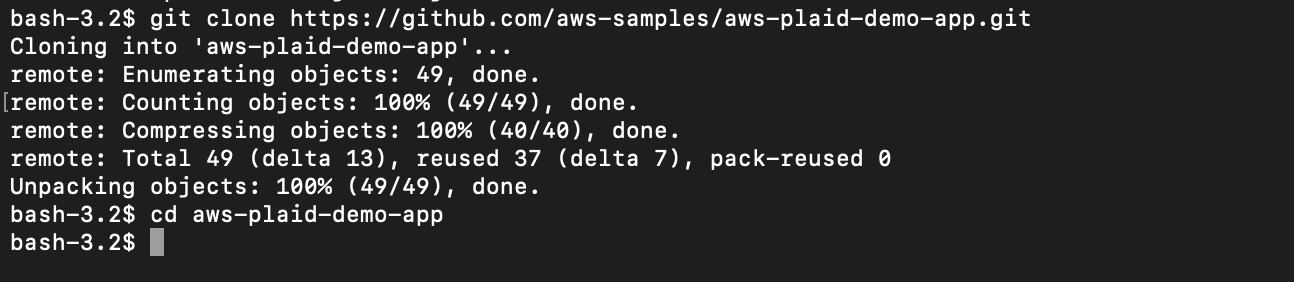 bash-3.2$ git clone https://github.com/aws-samples/aws-plaid-demo-app.git
Cloning into 'aws-plaid-demo-app'...
remote: Enumerating objects: 49, done.
[remote: Counting objects: 100% (49/49), done.
remote: Compressing objects: 100% (40/40), done.
remote: Total 49 (delta 13), reused 37 (delta 7), pack-reused 0
Unpacking objects: 100% (49/49), done.
bash-3.2$ cd aws-plaid-demo-app
bash-3.2$